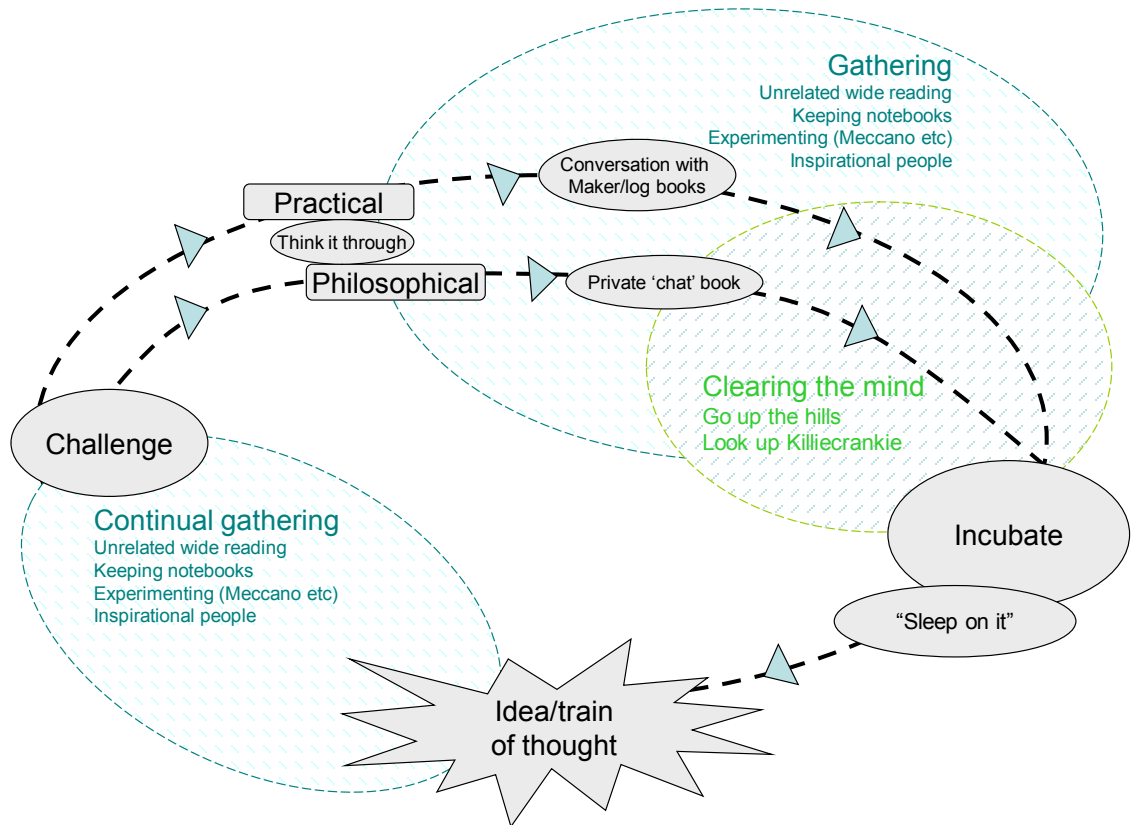 Gathering
Unrelated wide reading
Keeping notebooks
Experimenting (Meccano etc)
Inspirational people
Conversation with
Maker/log books
Practical
Think it through
Philosophical
Private ‘chat’ book
Clearing the mind
Go up the hills
Look up Killiecrankie
Challenge
Continual gathering
Unrelated wide reading
Keeping notebooks
Experimenting (Meccano etc)
Inspirational people
Incubate
“Sleep on it”
Idea/train
of thought